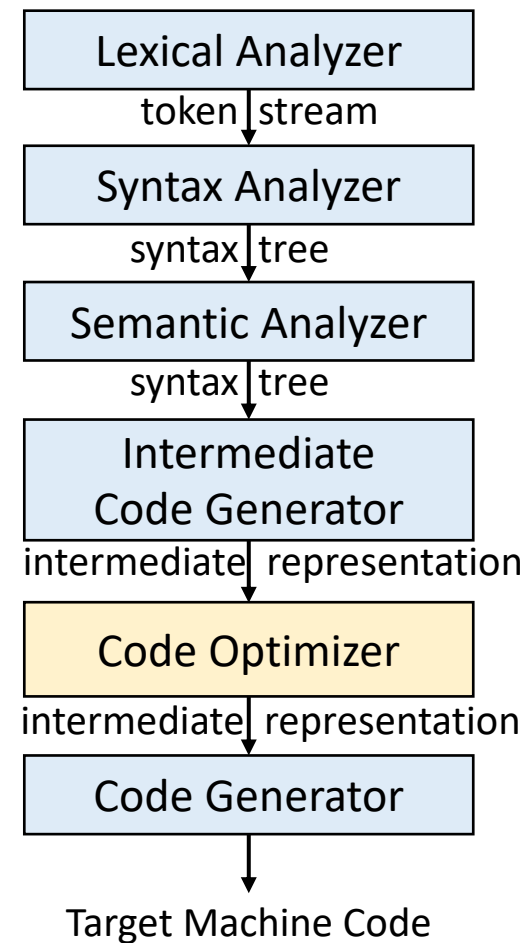 Lexical Analyzer
token stream
Syntax Analyzer
syntax tree
Semantic Analyzer
syntax tree
Intermediate
Code Generator
intermediate representation
Code Optimizer
intermediate representation
Code Generator
Target Machine Code